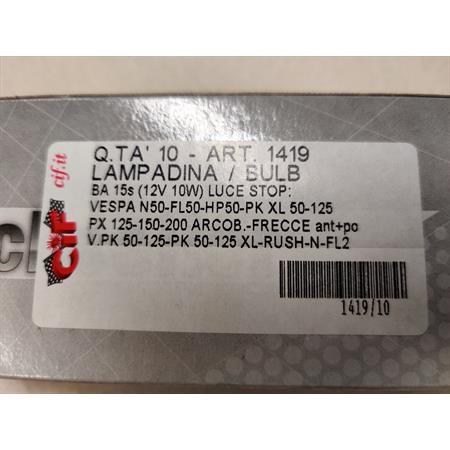 cif.it
CIF
Q.TA' 10 - ART. 1419
LAMPADINA / BULB
BA 15s (12V 10W) LUCE STOP:
VESPA N50-FL50-HP50-PK XL 50-125
PX 125-150-200 ARCOB.-FRECCE ant+po
V.PK 50-125-PK 50-125 XL-RUSH-N-FL2
1419/10